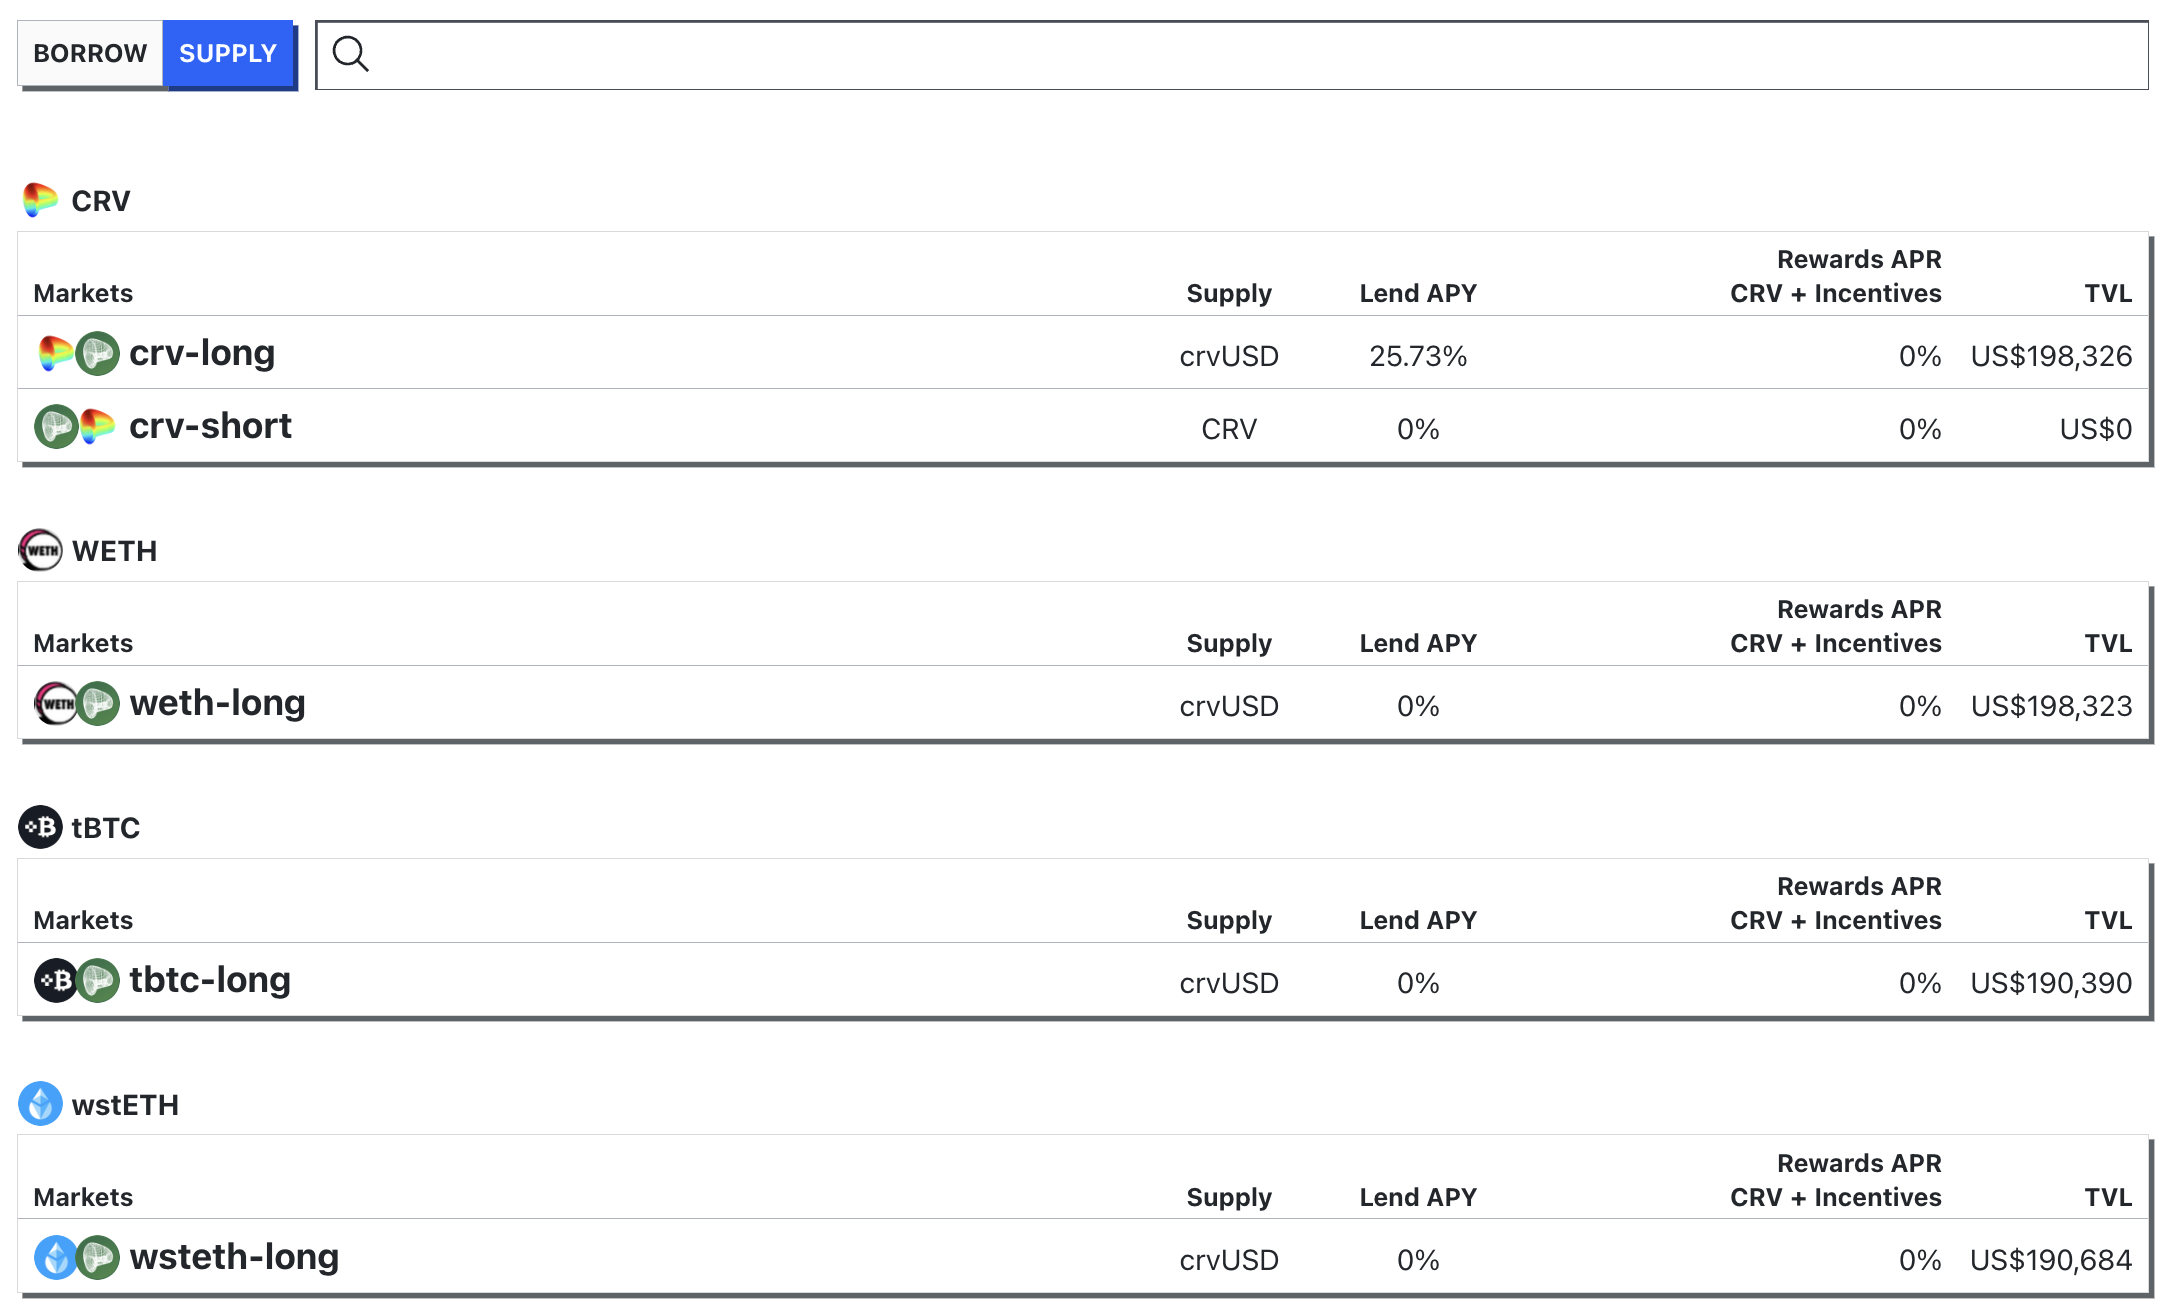 BORROW SUPPLY
CRV
Rewards APR
Markets Supply Lend APY CRV + Incentives TVL
crv-long crvUSD 25.73% 0% US$198,326
crv-short CRV 0% 0% US$0
WETH WETH
Rewards APR
Markets Supply Lend APY CRV + Incentives TVL
WETH weth-long crvUSD 0% 0% US$198,323
tBTC
Rewards APR
Markets Supply Lend APY CRV + Incentives TVL
tbtc-long crvUSD 0% 0% US$190,390
wstETH
Rewards APR
Markets Supply Lend APY CRV + Incentives TVL
wsteth-long crvUSD 0% 0% US$190,684